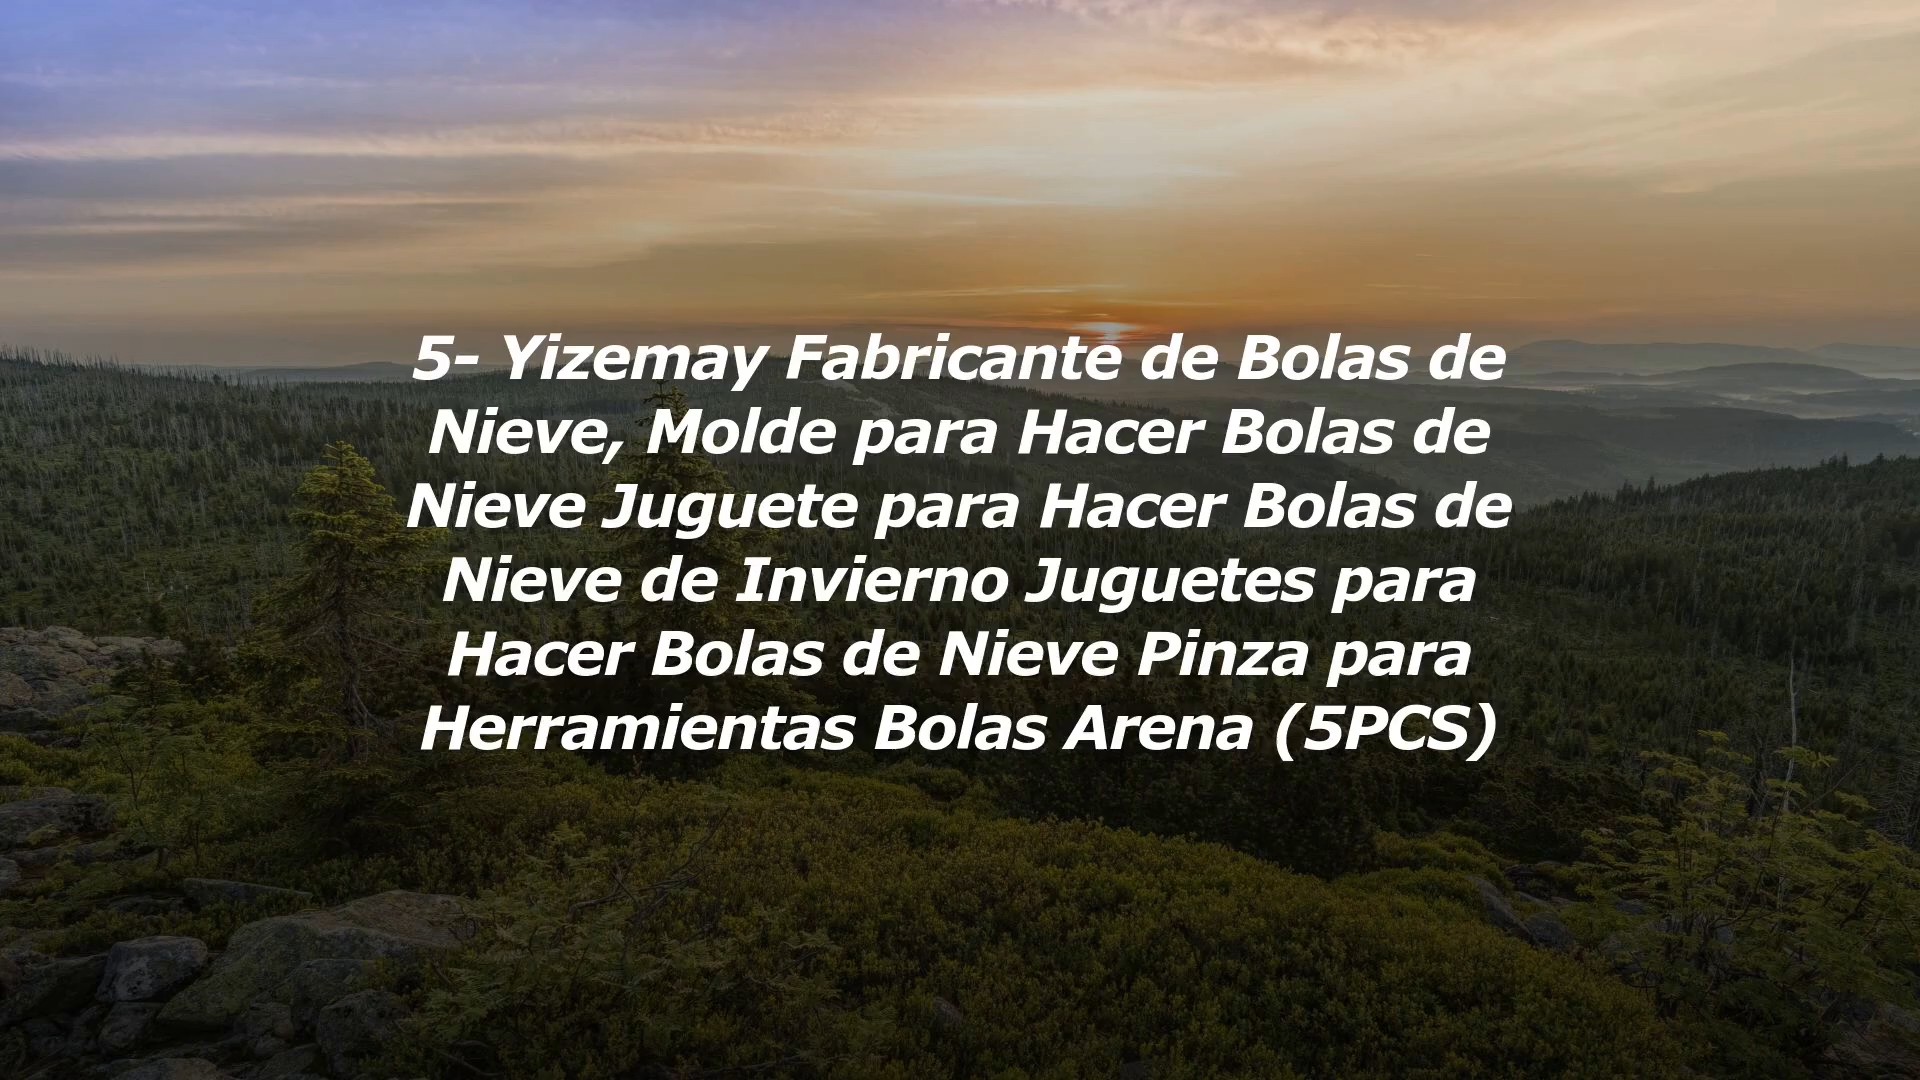 5- Yizemay Fabricante de Bolas de
Nieve, Molde para Hacer Bolas de
Nieve Juguete para Hacer Bolas de
Nieve de Invierno Juguetes para
Hacer Bolas de Nieve Pinza para
Herramientas Bolas Arena (5PCS)